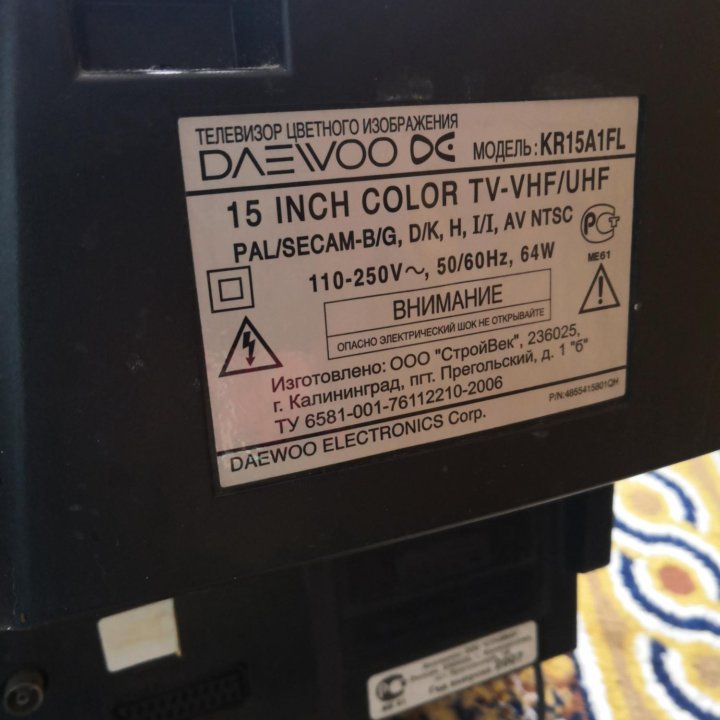 ТЕЛЕВИЗОР ЦВЕТНОГО ИЗОБРАЖЕНИЯ
DAEWOO DE МОДЕЛЬ: KR15A1FL
15 INCH COLOR TV-VHF/UHF
PAL/SECAM-B/G, D/K, H, I/I, AV NTSC
110-250V～, 50/60Hz, 64W
РСТ
ME61
ВНИМАНИЕ
ОПАСНО ЭЛЕКТРИЧЕСКИЙ ШОК НЕ ОТКРЫВАЙТЕ
Изготовлено: ООО "СтройВек", 236025,
г. Калининград, пгт. Прегольский, д. 1 "б"
ТУ 6581-001-76112210-2006
P/N:4855415801QH
DAEWOO ELECTRONICS Corp.